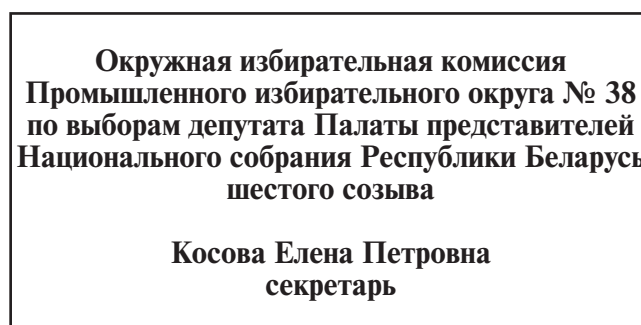 Окружная избирательная комиссия
Промышленного избирательного округа № 38
по выборам депутата Палаты представителей
Национального собрания Республики Беларусь
шестого созыва
Косова Елена Петровна
секретарь